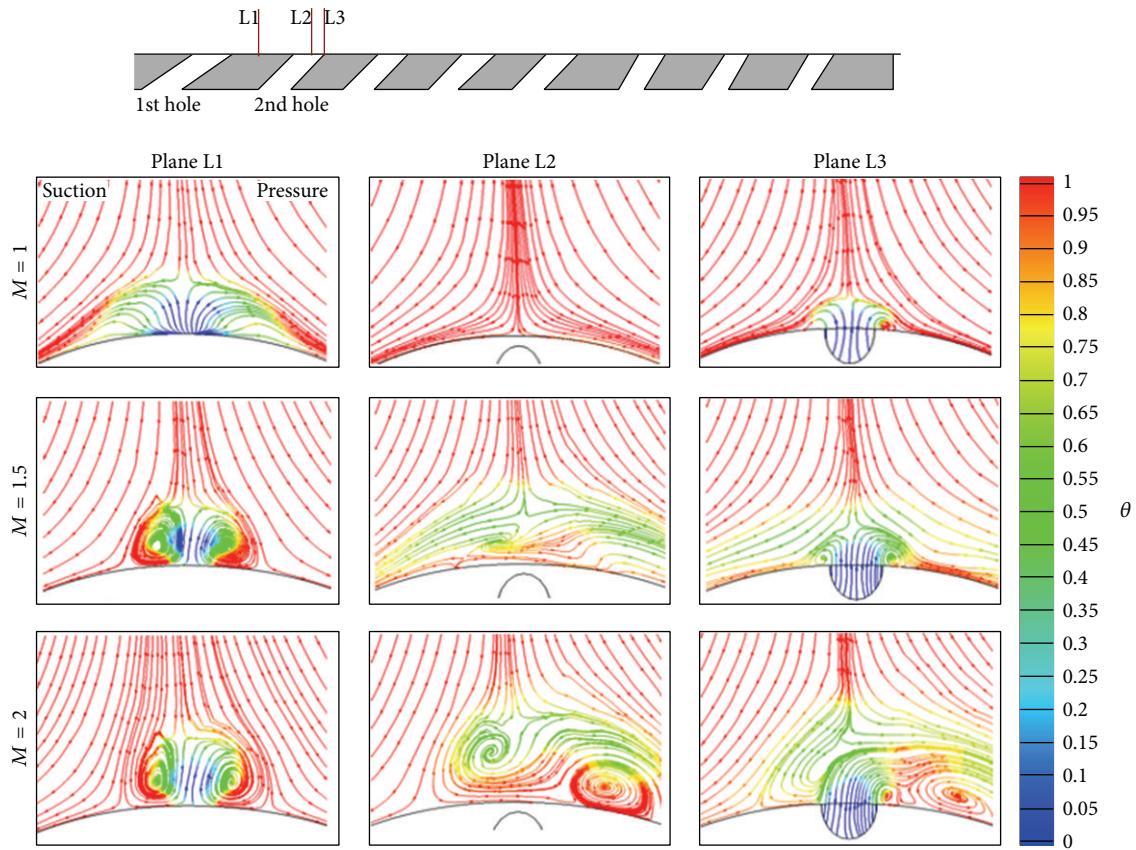 L1 L2 L3
1st hole 2nd hole
Plane L1 Plane L2 Plane L3
Suction Pressure
M = 1
M = 1.5
M = 2
1
0.95
0.9
0.85
0.8
0.75
0.7
0.65
0.6
0.55
0.5
0.45
0.4
0.35
0.3
0.25
0.2
0.15
0.1
0.05
0
θ